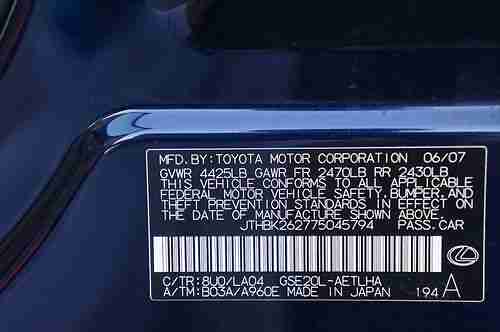 MFD. BY: TOYOTA MOTOR CORPORATION 06/07
GVWR 4425LB GAWR FR 2470LB RR 2430LB
THIS VEHICLE CONFORMS TO ALL APPLICABLE
FEDERAL MOTOR VEHICLE SAFETY, BUMPER, AND
THEFT PREVENTION STANDARDS IN EFFECT ON
THE DATE OF MANUFACTURE SHOWN ABOVE.
JTHBK262775045794 PASS. CAR
C/TR: 8U0/LA04 GSE20L-AETLHA
A/TM: B03A/A960E MADE IN JAPAN 194 A